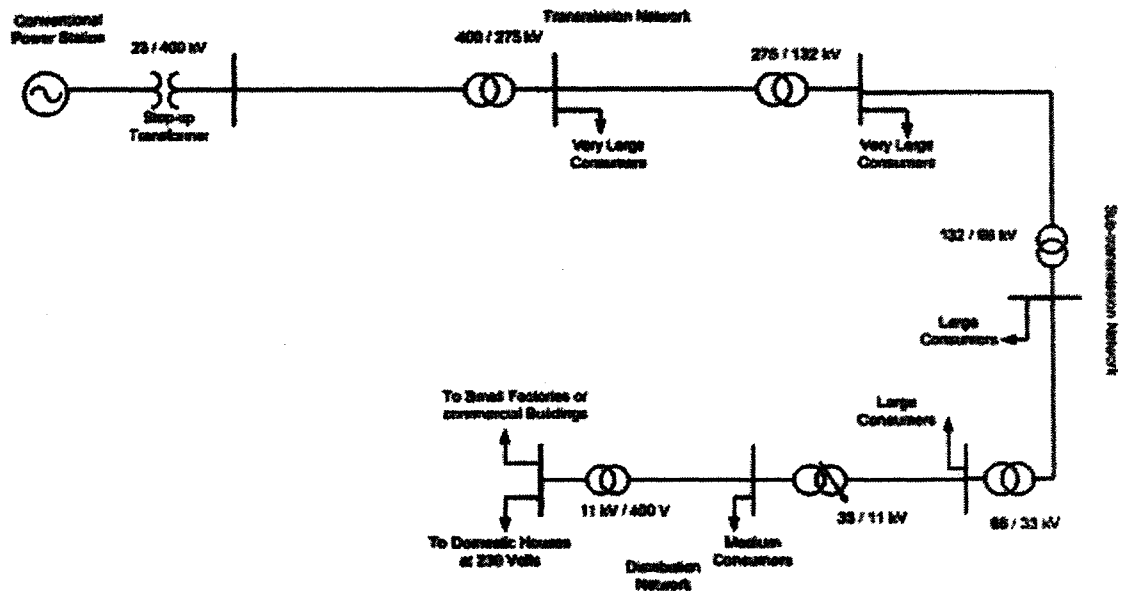 Conventional
Power Station
Transmission Network
23 / 400 kV
400 / 275 kV
275 / 132 kV
Step-up
Transformer
Very Large
Consumers
Very Large
Consumers
132 / 66 kV
Sub-transmission Network
Large
Consumers
To Small Factories or
commercial Buildings
Large
Consumers
11 kV / 400 V
33 / 11 kV
66 / 33 kV
To Domestic Houses
at 230 Volts
Medium
Consumers
Distribution
Network